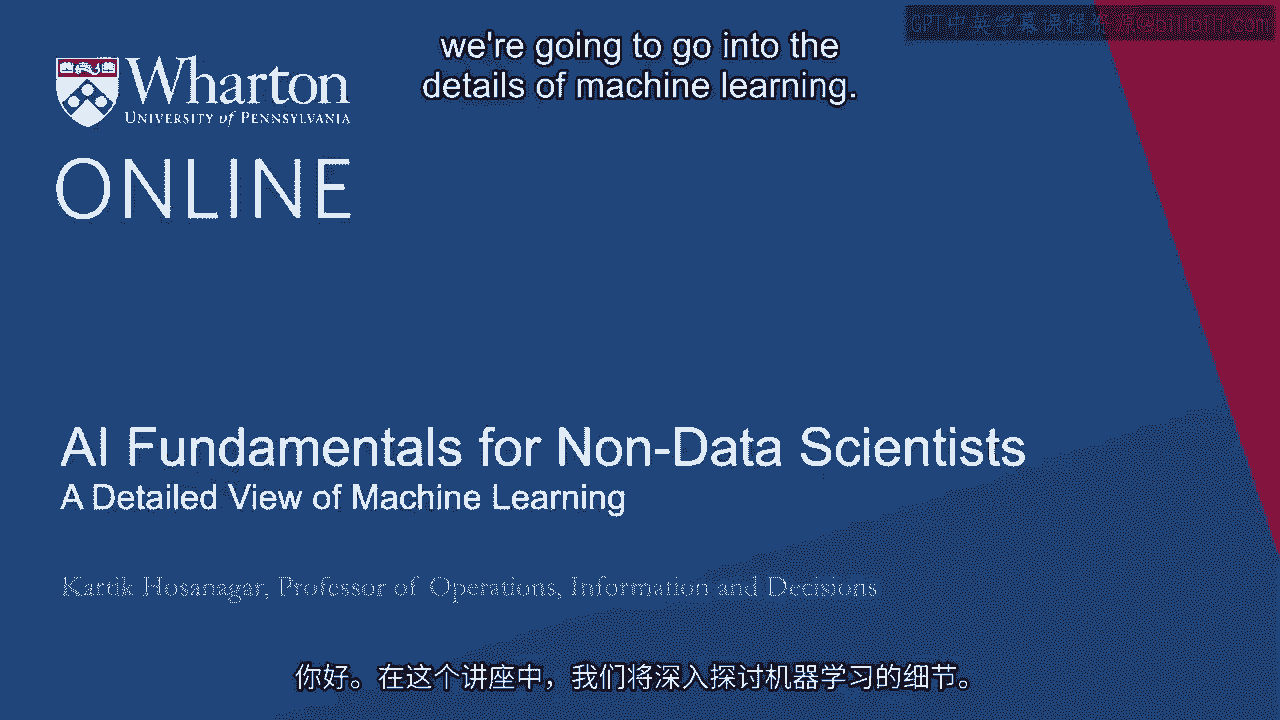 GPT中英字幕课程资源@bilibili.com
we're going to go into the
details of machine learning.
Wharton
UNIVERSITY of PENNSYLVANIA
ONLINE
AI Fundamentals for Non-Data Scientists
A Detailed View of Machine Learning
Kartik Hosanagar, Professor of Operations, Information and Decisions
你好。在这个讲座中，我们将深入探讨机器学习的细节。